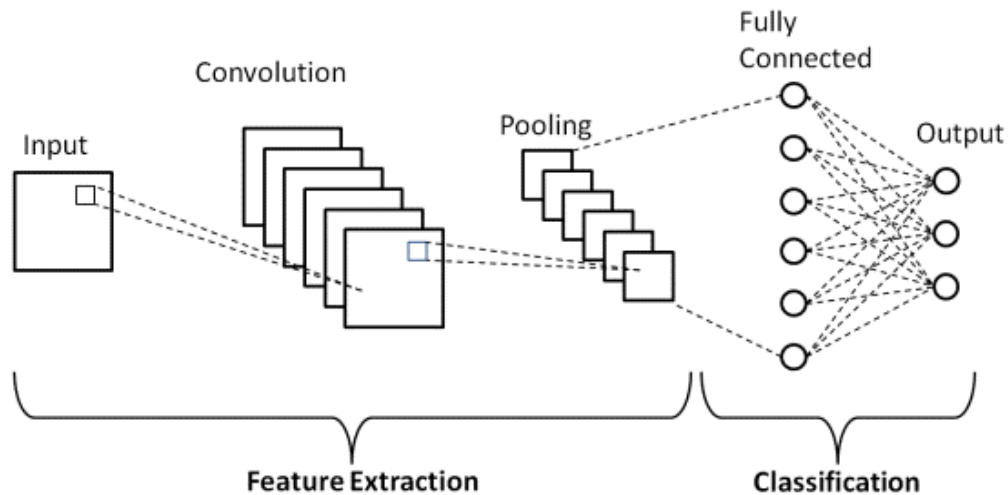 Fully
Connected
Convolution
Pooling
Output
Input
Feature Extraction
Classification